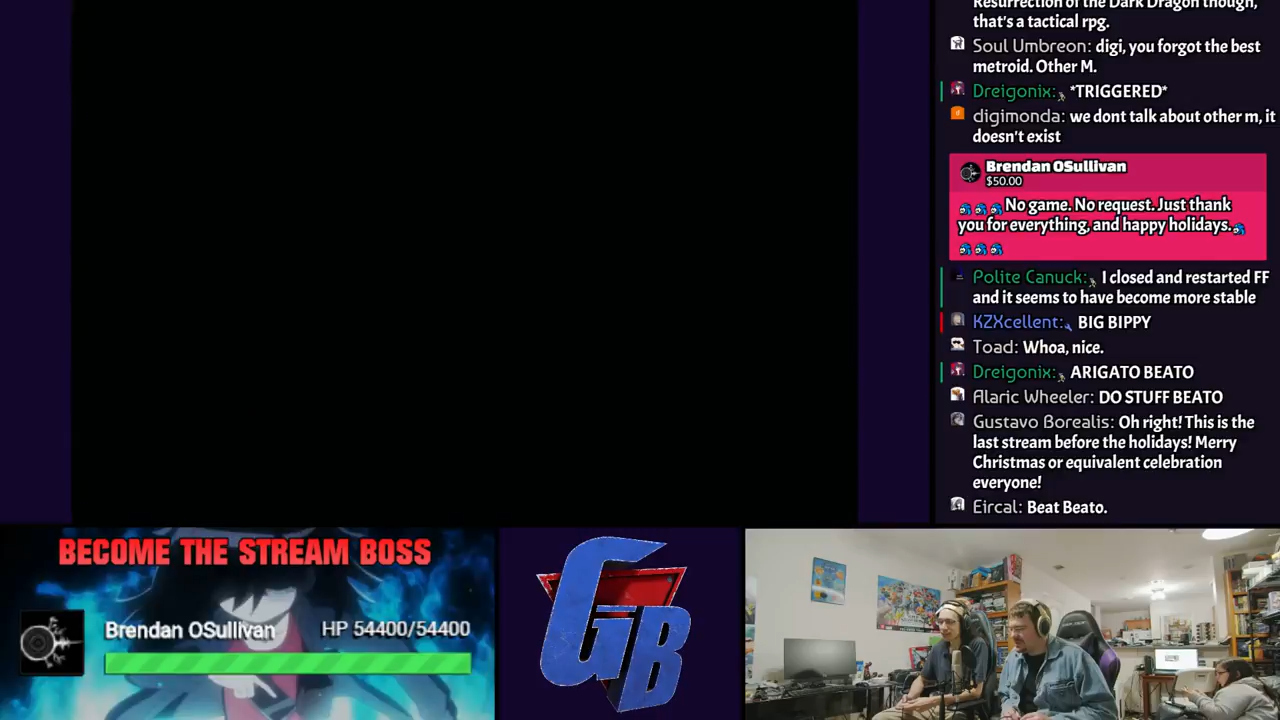 Resurrection of the Dark Dragon though,
that's a tactical rpg.
Soul Umbreon: digi, you forgot the best
metroid. Other M.
Dreigonix: *TRIGGERED*
digimonda: we dont talk about other m, it
doesn't exist
Brendan OSullivan
$50.00
No game. No request. Just thank
you for everything, and happy holidays.
Polite Canuck: I closed and restarted FF
and it seems to have become more stable
KZXcellent: BIG BIPPY
Toad: Whoa, nice.
Dreigonix: ARIGATO BEATO
Alaric Wheeler: DO STUFF BEATO
Gustavo Borealis: Oh right! This is the
last stream before the holidays! Merry
Christmas or equivalent celebration
everyone!
Eircal: Beat Beato.
BECOME THE STREAM BOSS
Brendan OSullivan HP 54400/54400
GB